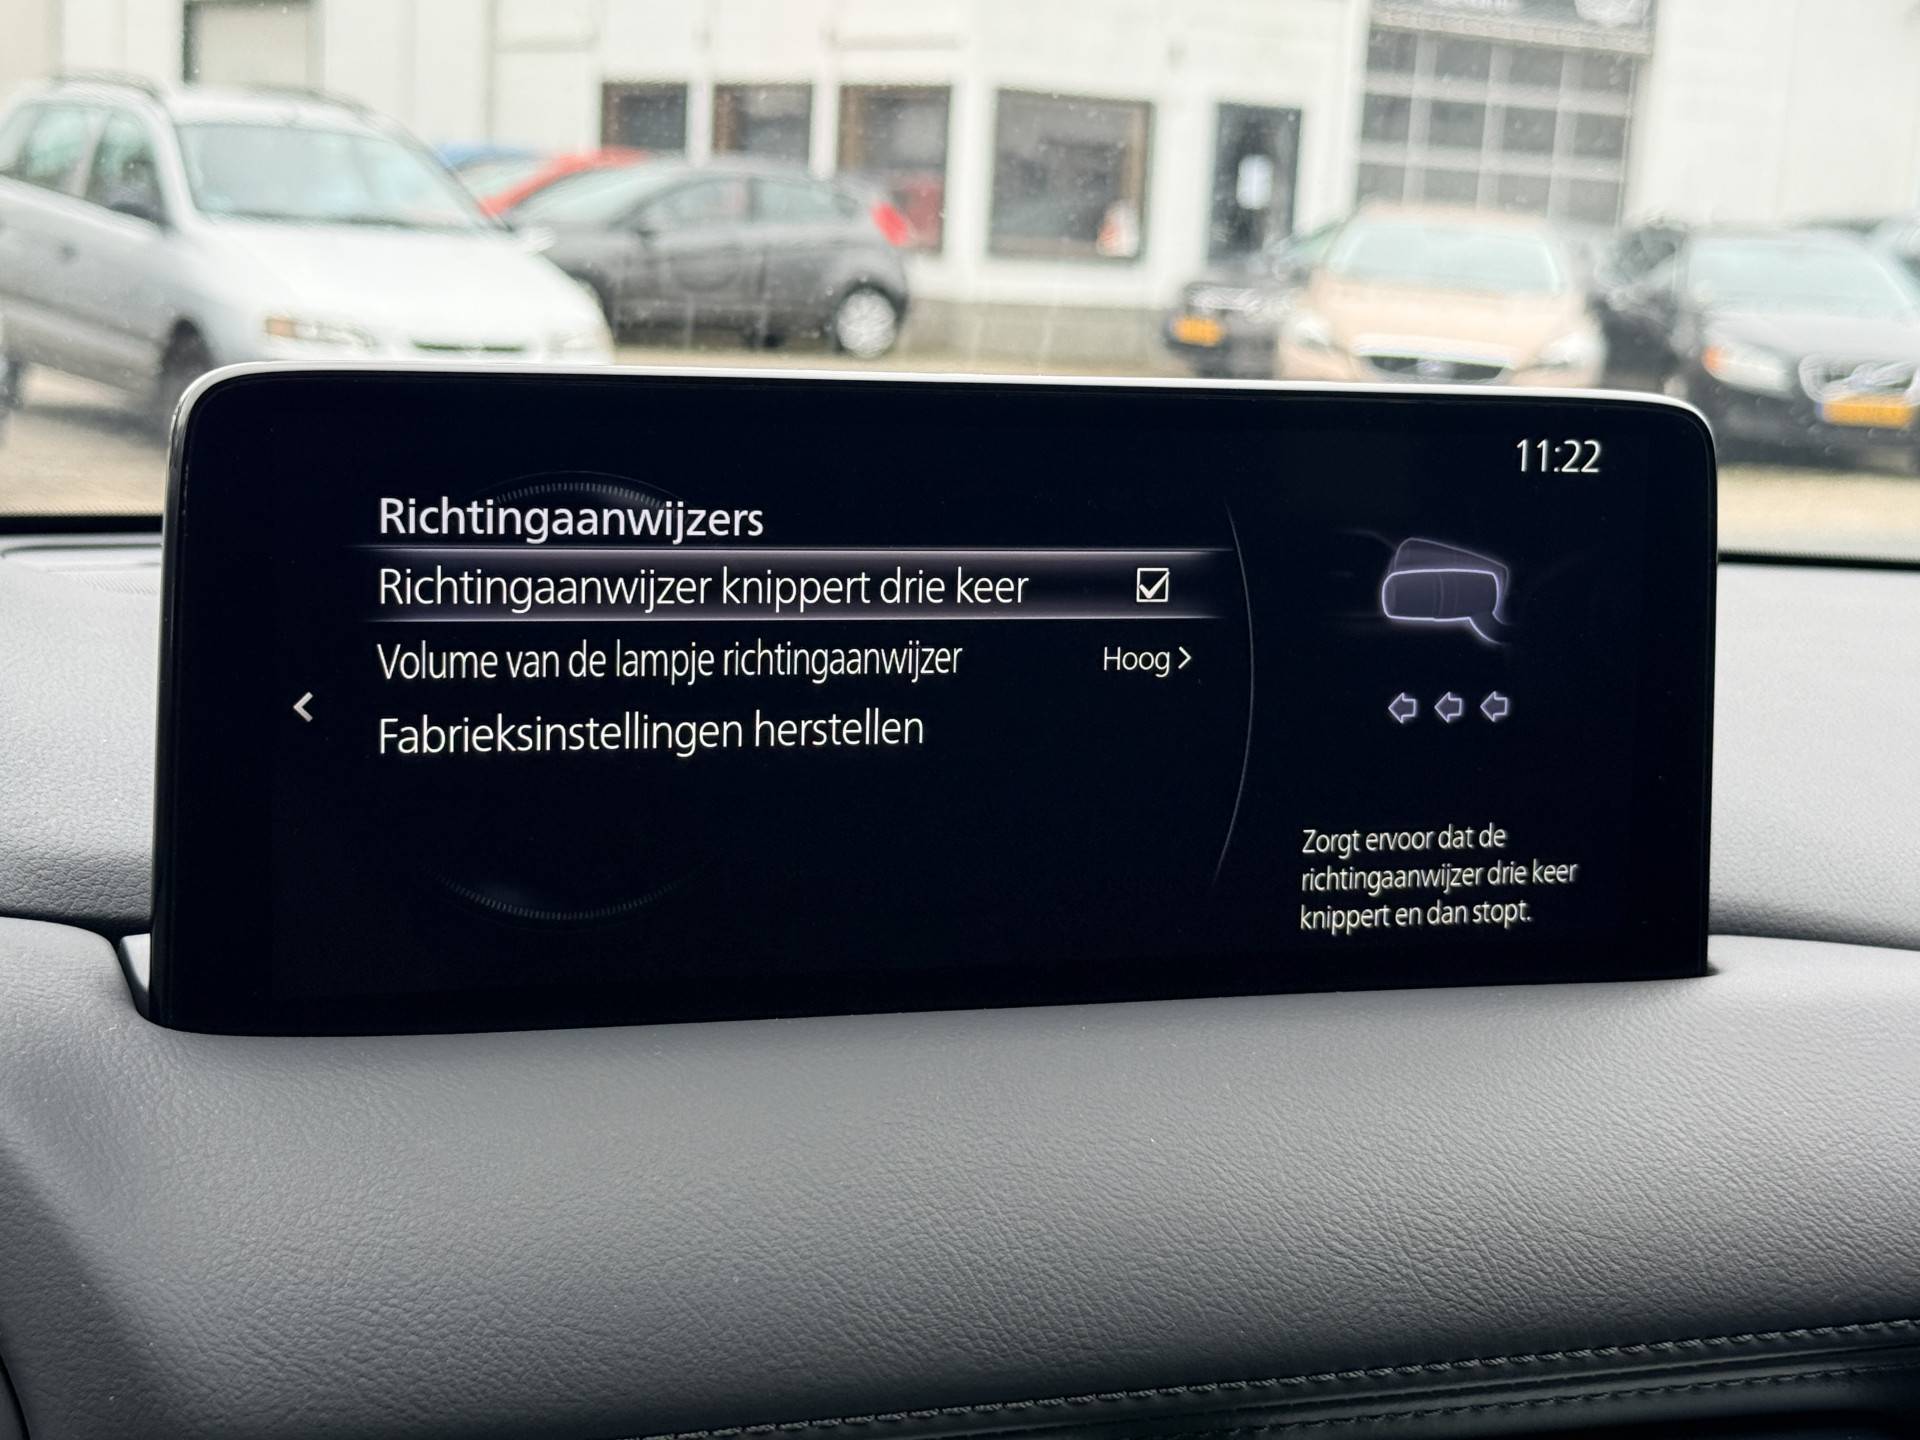 11:22
Richtingaanwijzers
Richtingaanwijzer knippert drie keer
Volume van de lampje richtingaanwijzer Hoog
Fabrieksinstellingen herstellen
Zorgt ervoor dat de
richtingaanwijzer drie keer
knippert en dan stopt.